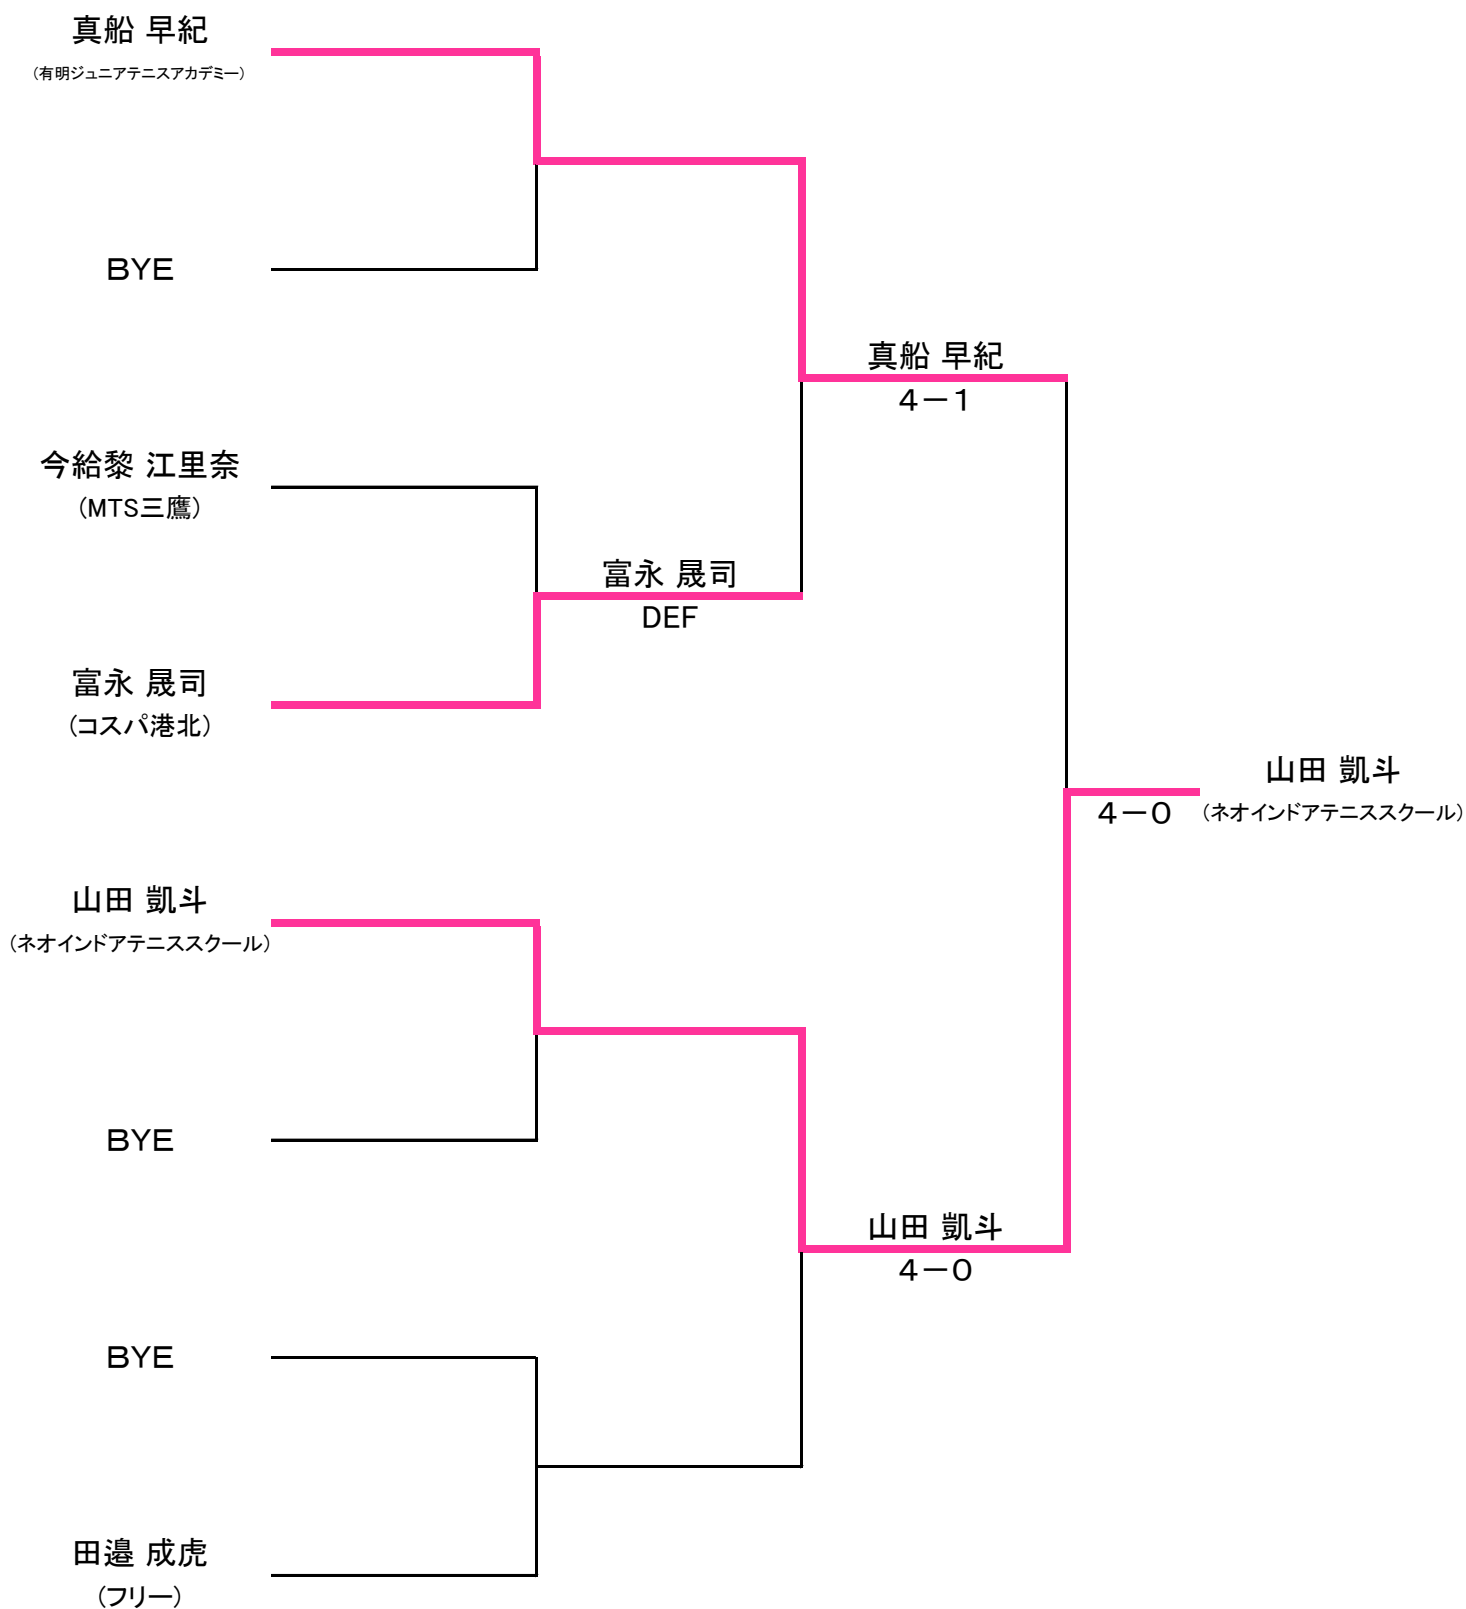 真船 早紀
(有明ジュニアテニスアカデミー)
BYE
真船 早紀
4－1
今給黎 江里奈
(MTS三鷹)
富永 晟司
DEF
富永 晟司
(コスパ港北)
山田 凱斗
4－0 (ネオインドアテニススクール)
山田 凱斗
(ネオインドアテニススクール)
BYE
山田 凱斗
4－0
BYE
田邉 成虎
(フリー)